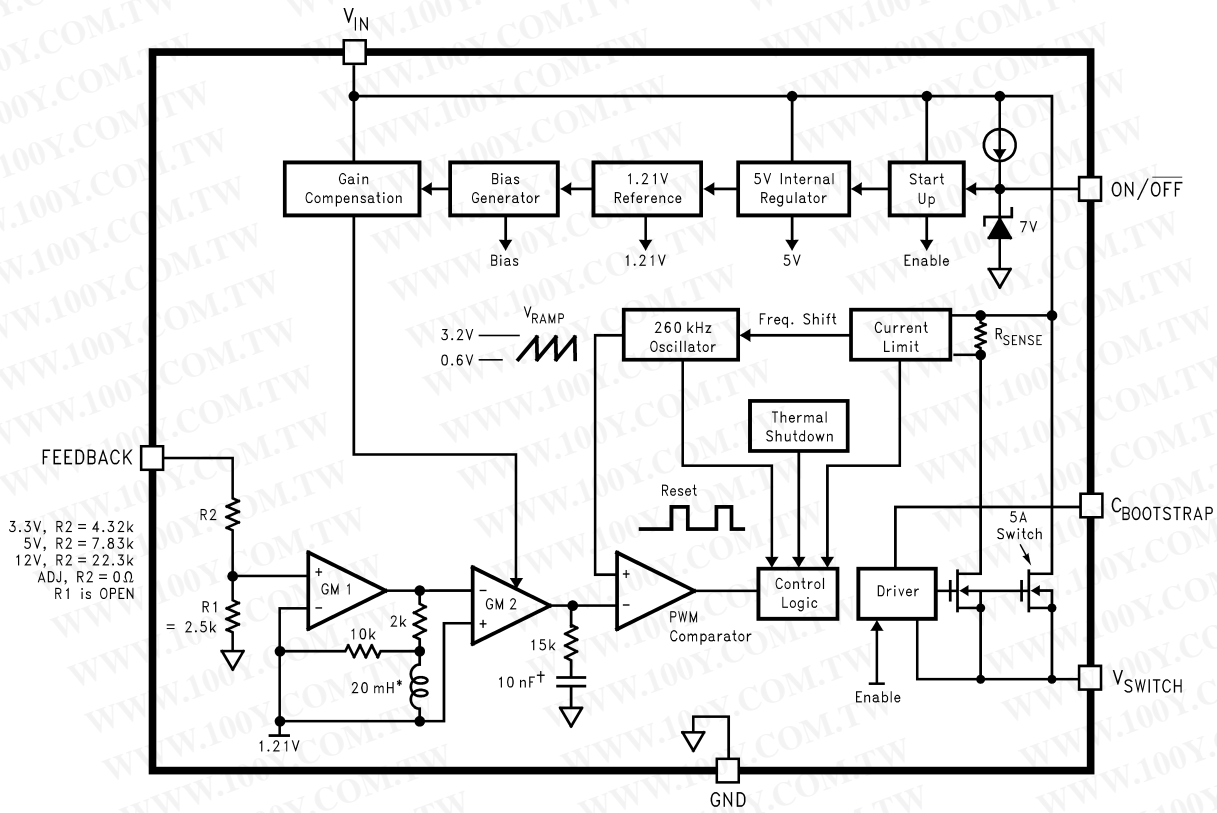 VIN
Gain
Compensation
Bias
Generator
1.21V
Reference
5V Internal
Regulator
Start
Up
ON/OFF
7V
Bias
1.21V
5V
Enable
VRAMP
3.2V
0.6V
260 kHz
Oscillator
Freq. Shift
Current
Limit
RSENSE
Thermal
Shutdown
FEEDBACK
Reset
R2
3.3V, R2 = 4.32k
5V, R2 = 7.83k
12V, R2 = 22.3k
ADJ, R2 = 0Ω
R1 is OPEN
R1
= 2.5k
+
GM 1
−
2k
10k
20 mH*
1.21V
−
GM 2
+
15k
10 nF†
+
−
PWM
Comparator
Control
Logic
Driver
Enable
5A
Switch
CBOOTSTRAP
VSWITCH
GND
WWW.100Y.COM.TW